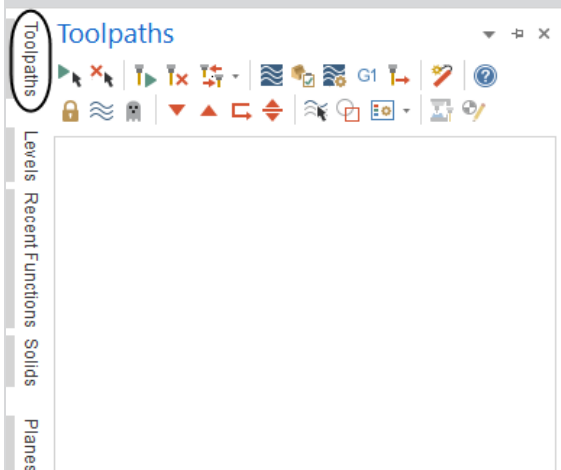 Toolpaths
Toolpaths
G1
?
Levels
Recent Functions
Solids
Planes